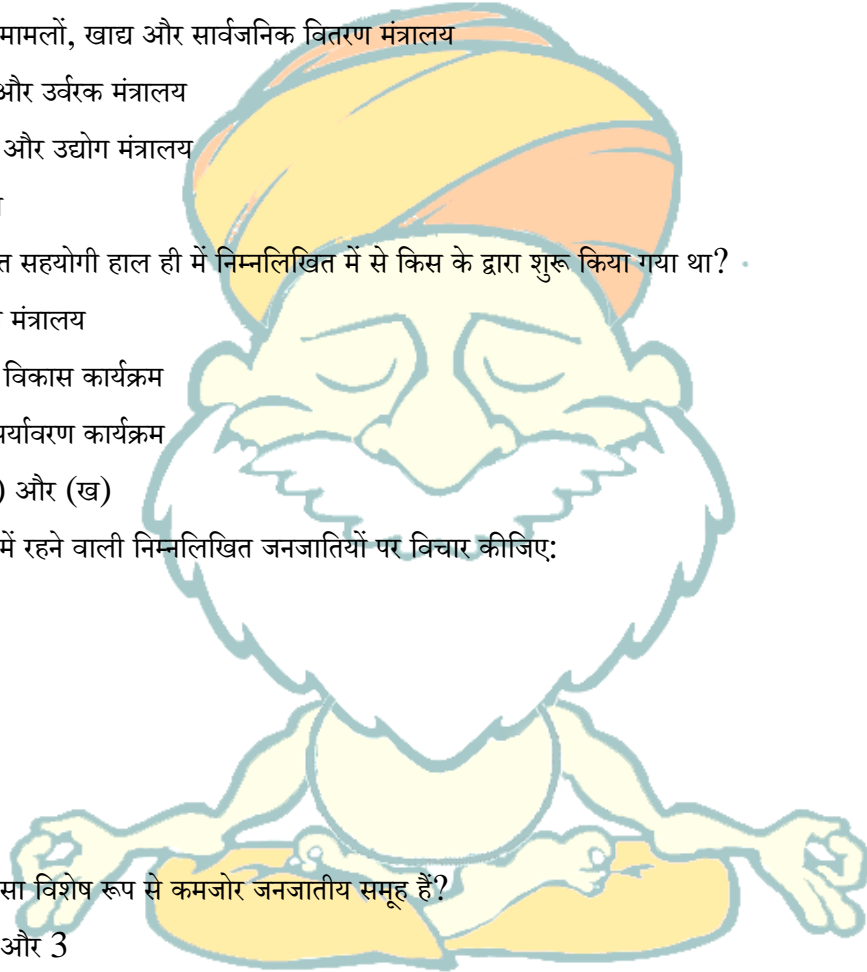 मामलों, खाद्य और सार्वजनिक वितरण मंत्रालय
और उर्वरक मंत्रालय
और उद्योग मंत्रालय
सहयोगी हाल ही में निम्नलिखित में से किस के द्वारा शुरू किया गया था?
मंत्रालय
विकास कार्यक्रम
पर्यावरण कार्यक्रम
) और (ख)
में रहने वाली निम्नलिखित जनजातियों पर विचार कीजिए:
सा विशेष रूप से कमजोर जनजातीय समूह हैं?
और 3